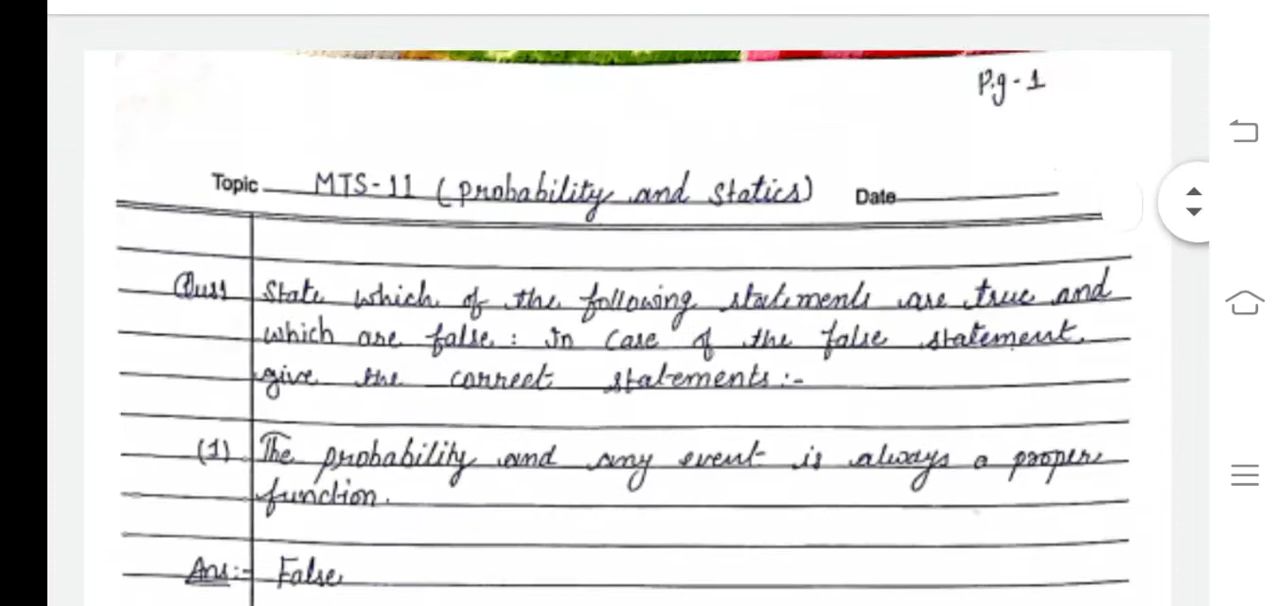 P.g - 1
Topic MTS-11 (probability and statics) Date
Ques1 State which of the following statements are true and
which are false : In case of the false statement,
give the correct statements :-
(1) The probability and any event is always a proper
function.
Ans:- False